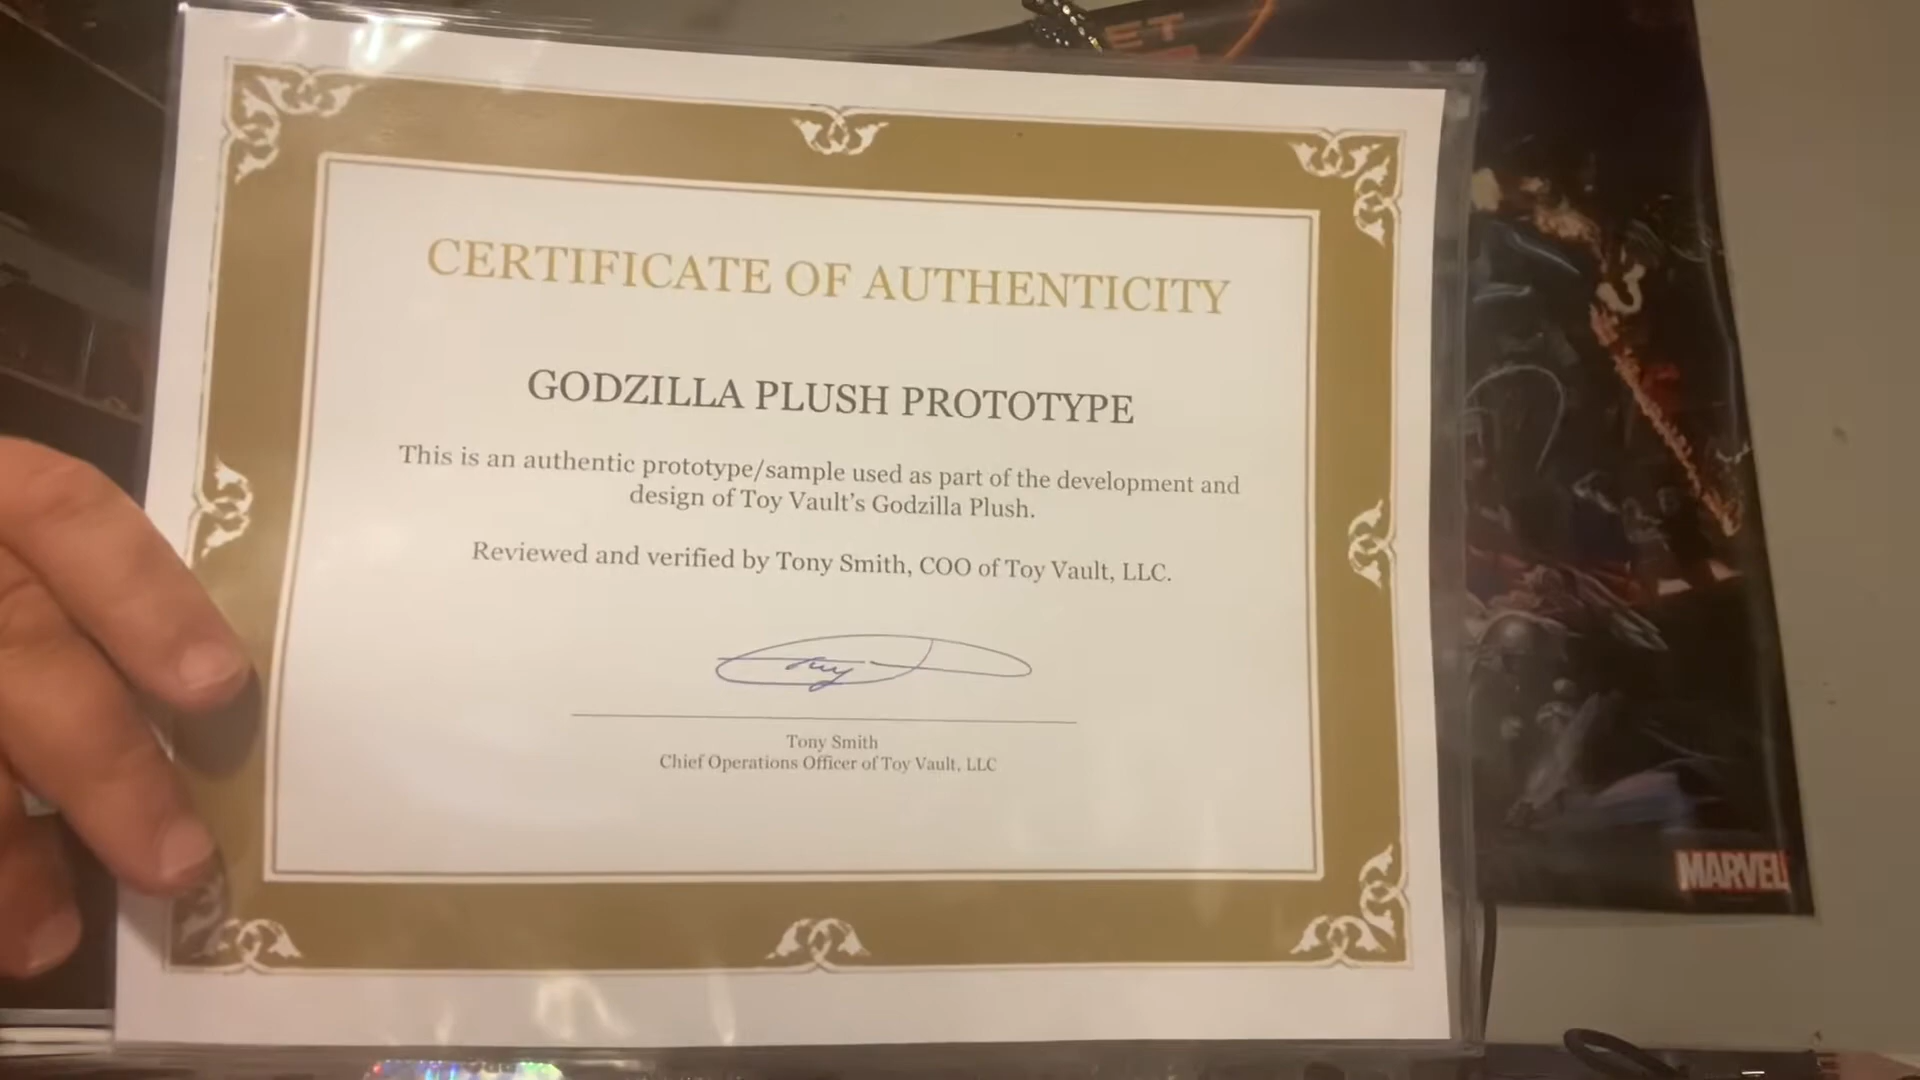 ET
CERTIFICATE OF AUTHENTICITY
GODZILLA PLUSH PROTOTYPE
This is an authentic prototype/sample used as part of the development and
design of Toy Vault's Godzilla Plush.
Reviewed and verified by Tony Smith, COO of Toy Vault, LLC.
Tony Smith
Chief Operations Officer of Toy Vault, LLC
MARVEL